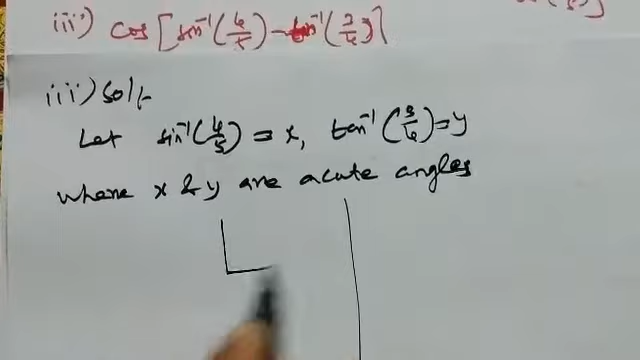 iii) cos [sin⁻¹(4/5) - tan⁻¹(3/4)]
iii) Sol:-
Let sin⁻¹(4/5) = x, tan⁻¹(3/4) = y
where x & y are acute angles